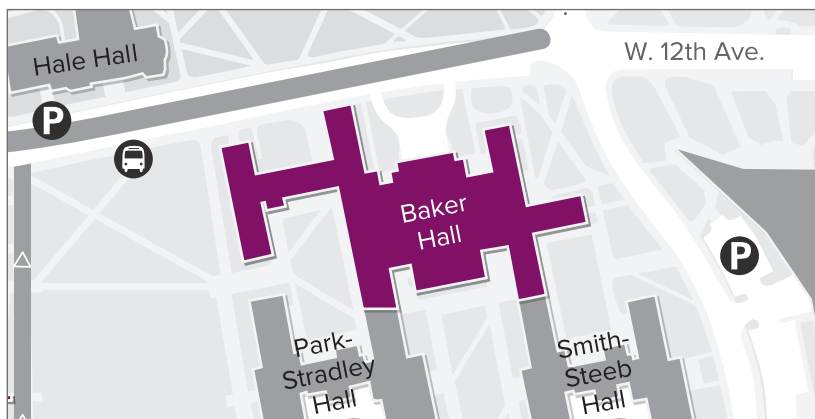 Hale Hall
W. 12th Ave.
P
Baker
Hall
P
Park-
Stradley
Hall
Smith-
Steeb
Hall